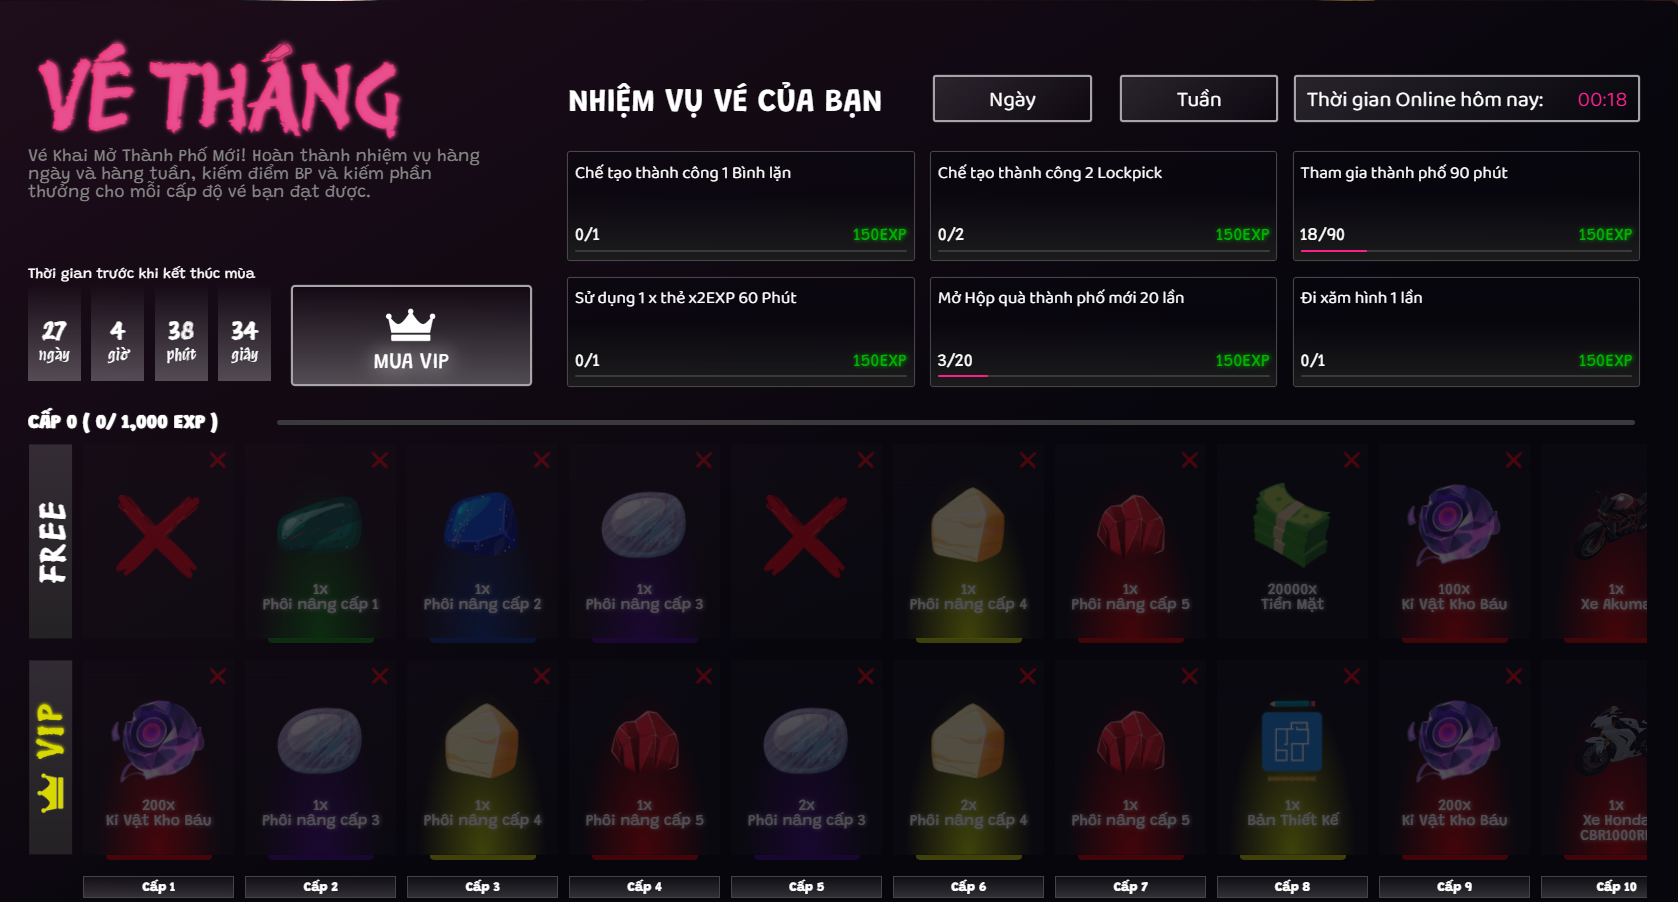 VÉ THÁNG
Vé Khai Mở Thành Phố Mới! Hoàn thành nhiệm vụ hàng
ngày và hàng tuần, kiếm điểm BP và kiếm phần
thưởng cho mỗi cấp độ vé bạn đạt được.
Thời gian trước khi kết thúc mùa
27 4 38 34
ngày giờ phút giây
MUA VIP
NHIỆM VỤ VÉ CỦA BẠN
Ngày
Tuần
Thời gian Online hôm nay: 00:18
Chế tạo thành công 1 Bình lặn
0/1 150EXP
Chế tạo thành công 2 Lockpick
0/2 150EXP
Tham gia thành phố 90 phút
18/90 150EXP
Sử dụng 1 x thẻ x2EXP 60 Phút
0/1 150EXP
Mở Hộp quà thành phố mới 20 lần
3/20 150EXP
Đi xăm hình 1 lần
0/1 150EXP
CẤP 0 ( 0/ 1,000 EXP )
FREE
1x
Phôi nâng cấp 1
1x
Phôi nâng cấp 2
1x
Phôi nâng cấp 3
1x
Phôi nâng cấp 4
1x
Phôi nâng cấp 5
20000x
Tiền Mặt
100x
Kỉ Vật Kho Báu
1x
Xe Akuma
VIP
200x
Kỉ Vật Kho Báu
1x
Phôi nâng cấp 3
1x
Phôi nâng cấp 4
1x
Phôi nâng cấp 5
2x
Phôi nâng cấp 3
2x
Phôi nâng cấp 4
1x
Phôi nâng cấp 5
1x
Bản Thiết Kế
200x
Kỉ Vật Kho Báu
1x
Xe Honda
CBR1000R
Cấp 1 Cấp 2 Cấp 3 Cấp 4 Cấp 5 Cấp 6 Cấp 7 Cấp 8 Cấp 9 Cấp 10